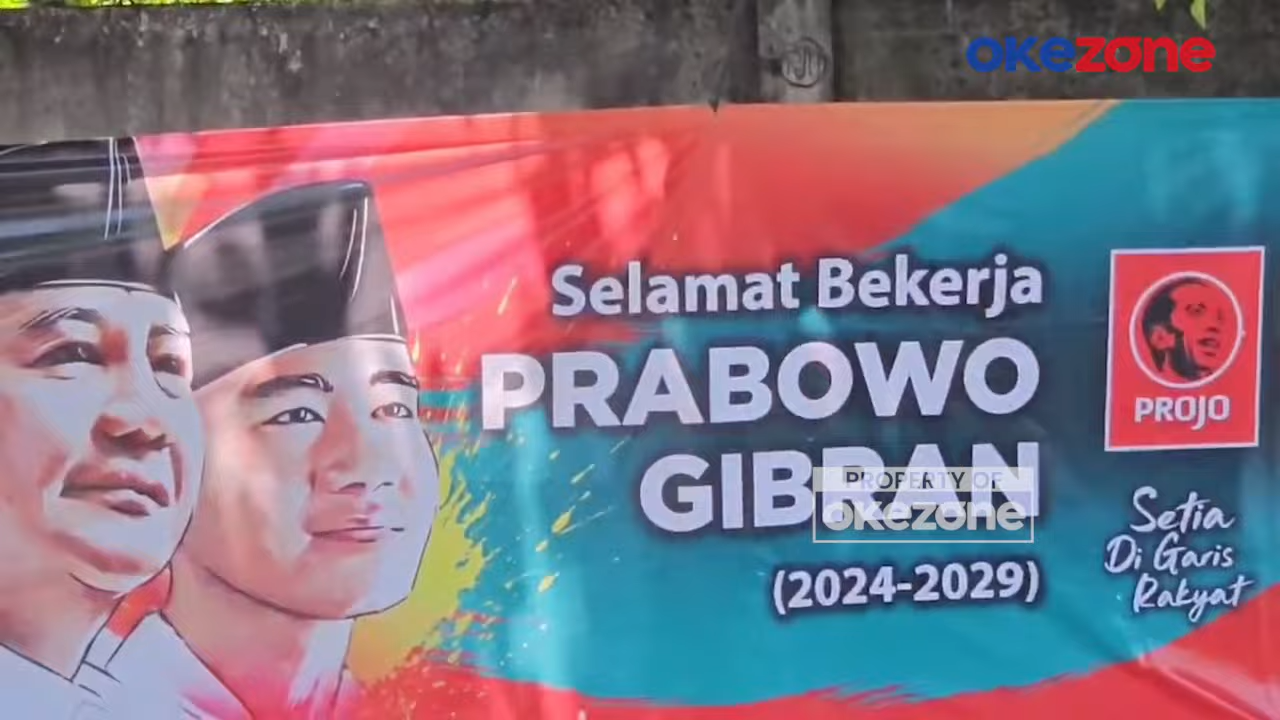 okezone
Selamat Bekerja
PRABOWO
GIBRAN
(2024-2029)
PROPERTY OF
okezone
PROJO
Setia
Di Garis
Rakyat